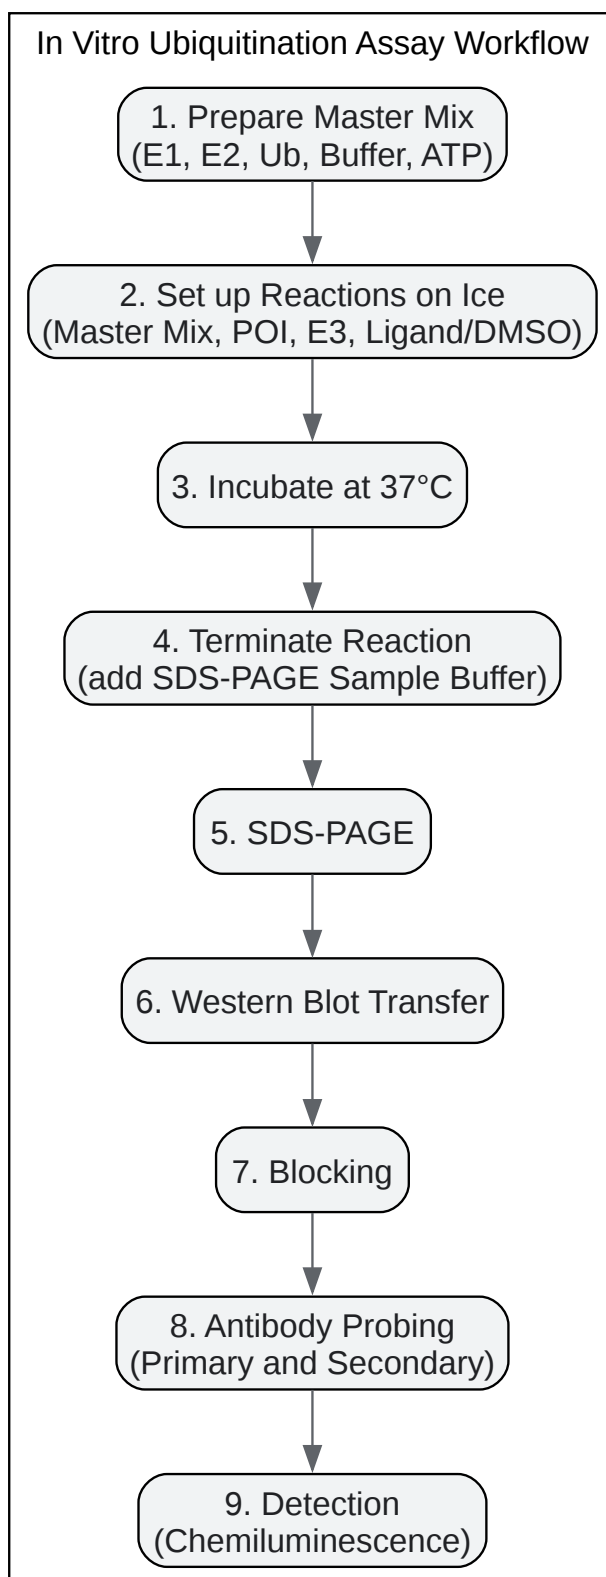 In Vitro Ubiquitination Assay Workflow
1. Prepare Master Mix
(E1, E2, Ub, Buffer, ATP)
2. Set up Reactions on Ice
(Master Mix, POI, E3, Ligand/DMSO)
3. Incubate at 37°C
4. Terminate Reaction
(add SDS-PAGE Sample Buffer)
5. SDS-PAGE
6. Western Blot Transfer
7. Blocking
8. Antibody Probing
(Primary and Secondary)
9. Detection
(Chemiluminescence)